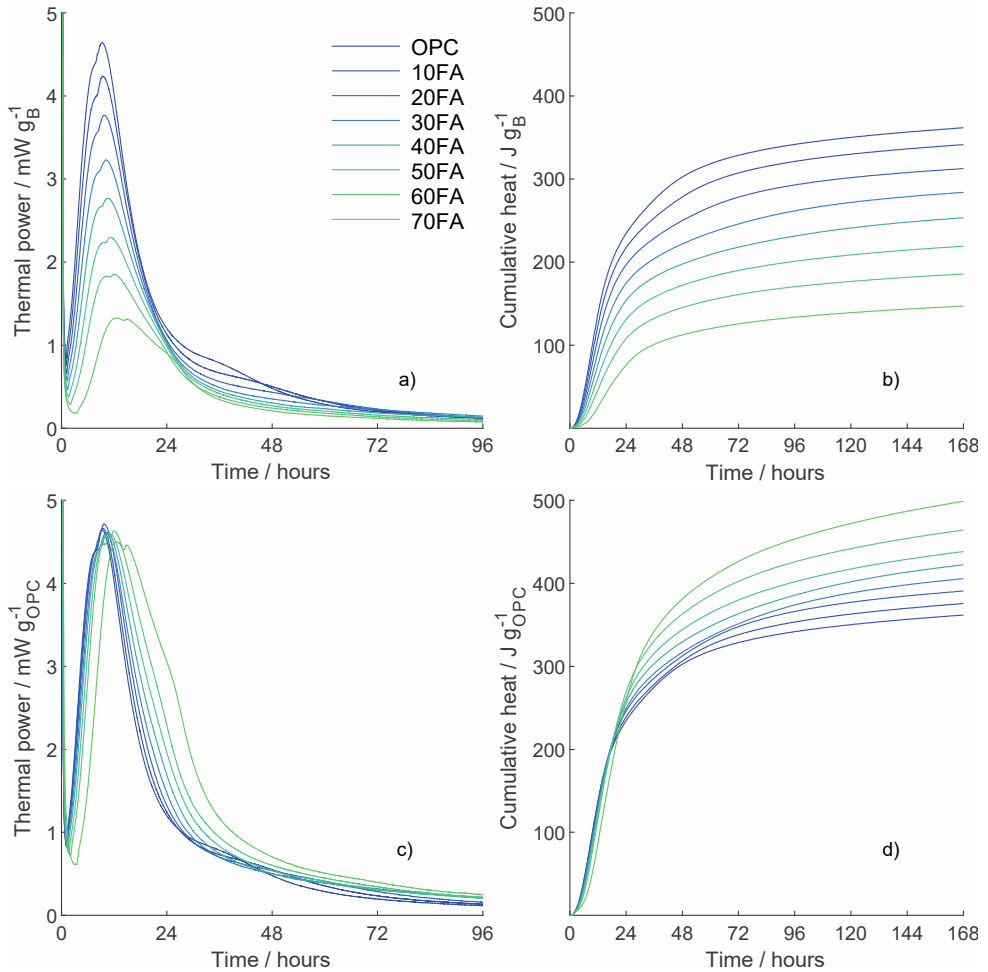 Thermal power / mW g_B^-1
5
4
3
2
1
0
0 24 48 72 96
Time / hours
OPC
10FA
20FA
30FA
40FA
50FA
60FA
70FA
a)
Cumulative heat / J g_B^-1
500
400
300
200
100
0
0 24 48 72 96 120 144 168
Time / hours
b)
Thermal power / mW g_OPC^-1
5
4
3
2
1
0
0 24 48 72 96
Time / hours
c)
Cumulative heat / J g_OPC^-1
500
400
300
200
100
0
0 24 48 72 96 120 144 168
Time / hours
d)